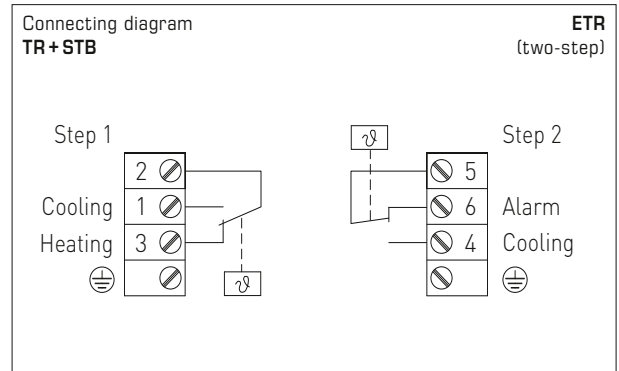 Connecting diagram
TR + STB
ETR
(two-step)
Step 1
2
Cooling 1
Heating 3
ϑ
ϑ
Step 2
5
6 Alarm
4 Cooling